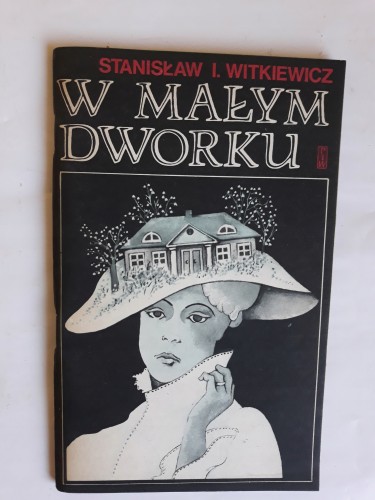 STANISŁAW I. WITKIEWICZ
W MAŁYM
DWORKU